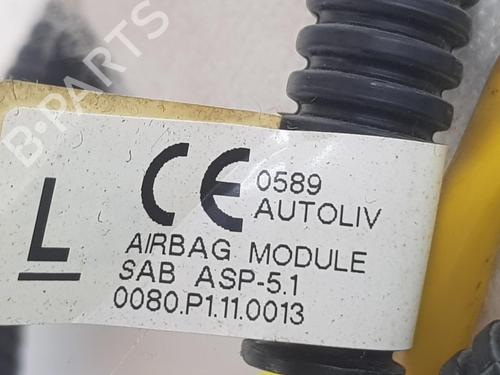 B-PARTS
CE 0589
AUTOLIV
L
AIRBAG MODULE
SAB ASP-5.1
0080.P1.11.0013